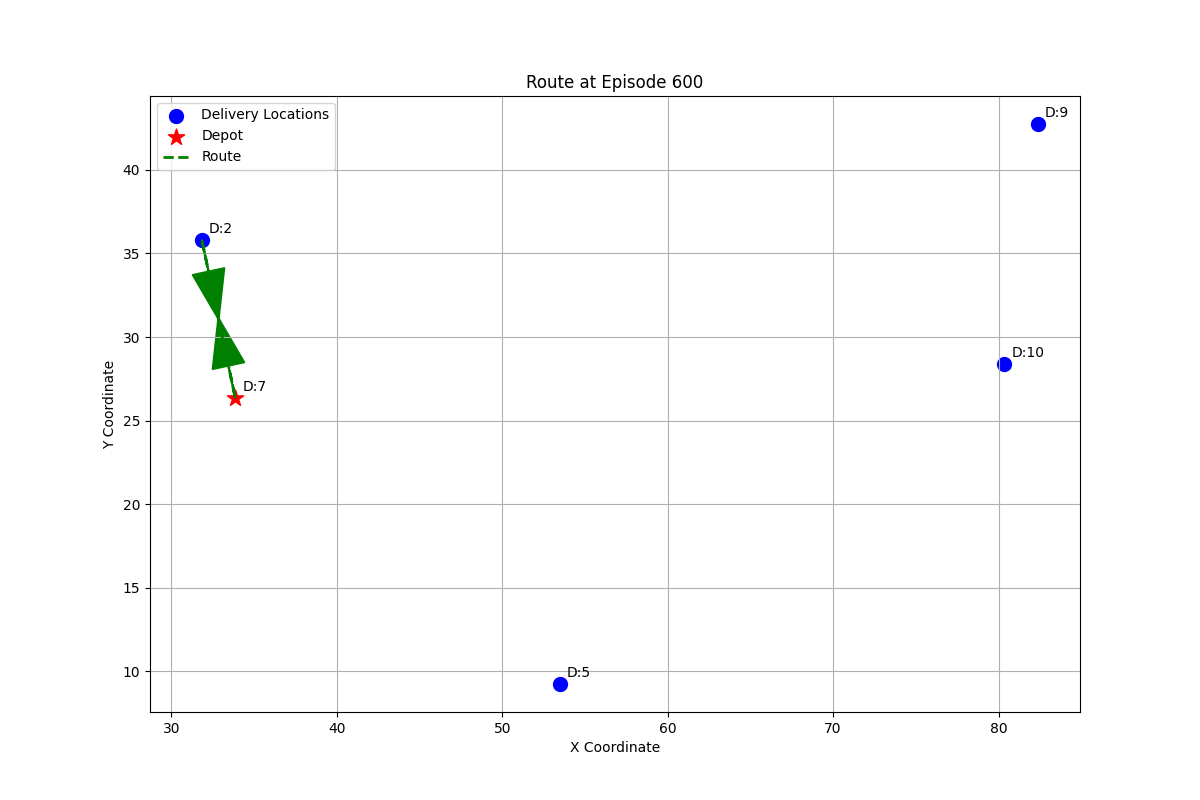 Route at Episode 600
Delivery Locations
Depot
Route
D:9
D:2
D:10
D:7
D:5
40
35
30
25
20
15
10
Y Coordinate
30 40 50 60 70 80
X Coordinate